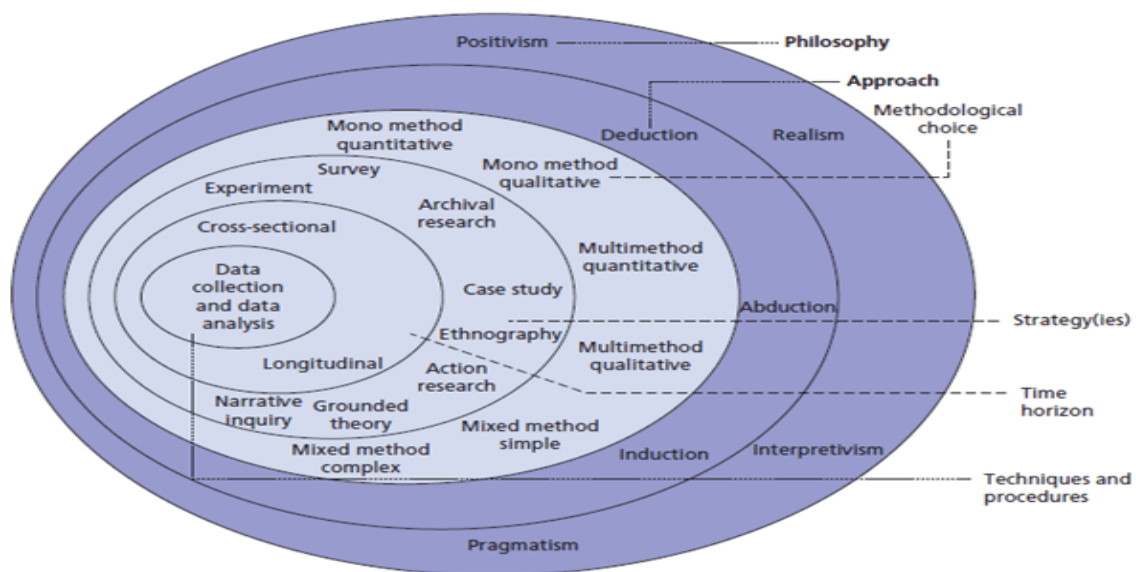 Positivism
Philosophy
Approach
Methodological
choice
Mono method
quantitative
Deduction
Realism
Mono method
qualitative
Survey
Experiment
Archival
research
Cross-sectional
Multimethod
quantitative
Data
collection
and data
analysis
Case study
Abduction
Strategy(ies)
Ethnography
Multimethod
qualitative
Longitudinal
Action
research
Time
horizon
Narrative
inquiry
Grounded
theory
Mixed method
simple
Mixed method
complex
Induction
Interpretivism
Techniques and
procedures
Pragmatism